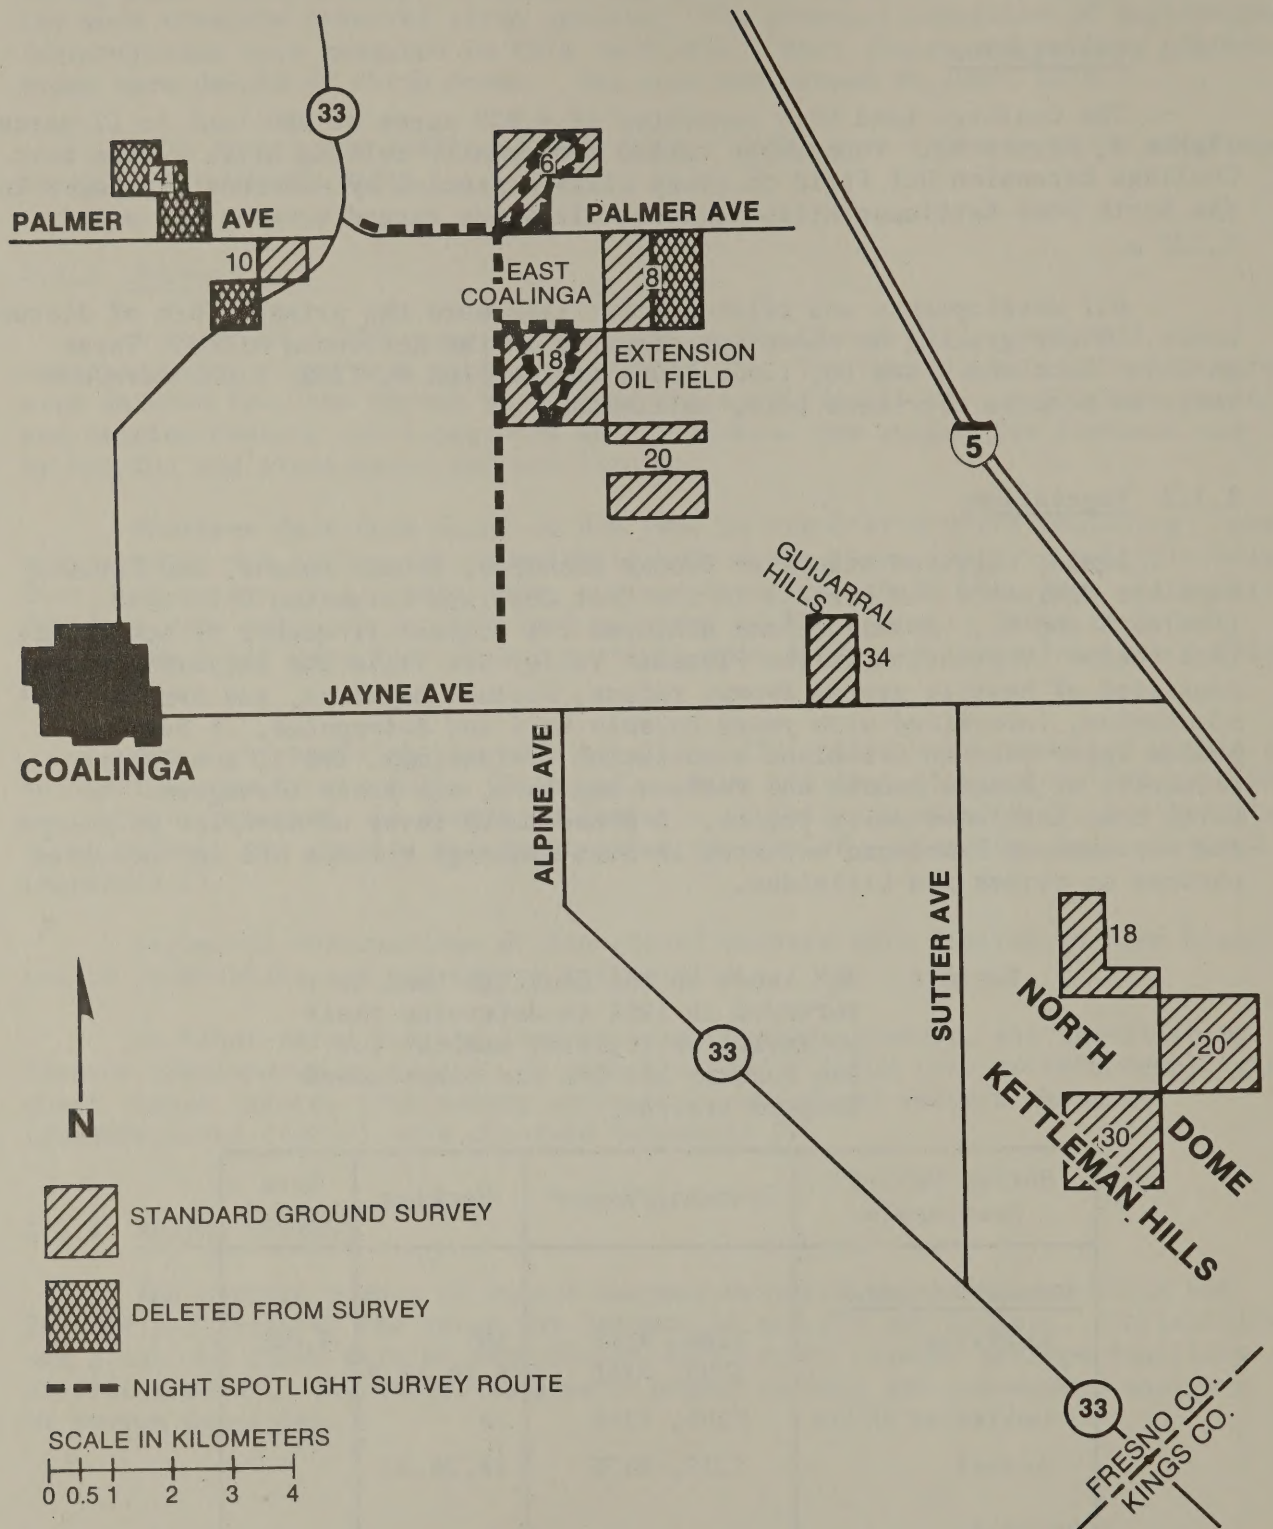 33
6
4
PALMER AVE
PALMER AVE
10
EAST
COALINGA
8
18
EXTENSION
OIL FIELD
5
20
GUIJARRAL
HILLS
34
JAYNE AVE
COALINGA
ALPINE AVE
SUTTER AVE
18
NORTH
20
33
KETTLEMAN HILLS
30
DOME
N
STANDARD GROUND SURVEY
DELETED FROM SURVEY
NIGHT SPOTLIGHT SURVEY ROUTE
33
FRESNO CO.
KINGS CO.
SCALE IN KILOMETERS
0 0.5 1 2 3 4